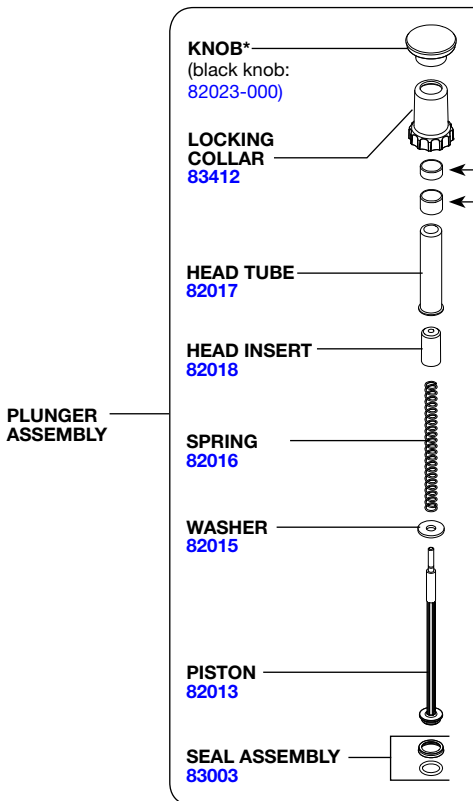 KNOB*
(black knob:
82023-000)
LOCKING
COLLAR
83412
HEAD TUBE
82017
HEAD INSERT
82018
PLUNGER
ASSEMBLY
SPRING
82016
WASHER
82015
PISTON
82013
SEAL ASSEMBLY
83003